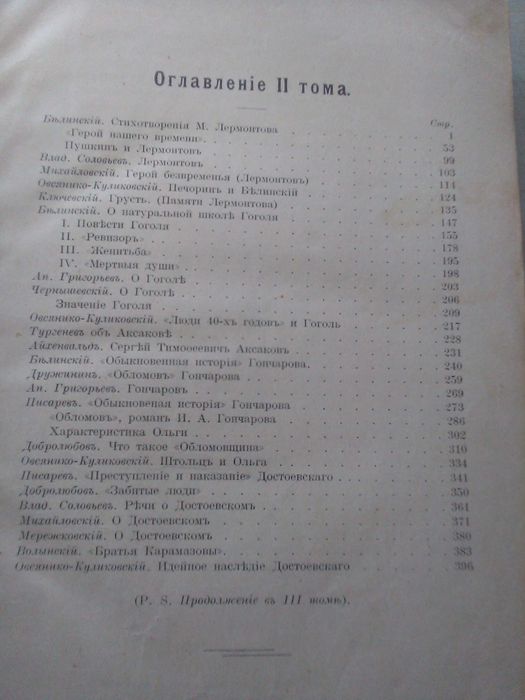 Оглавленіе II тома.
Стр.
Бѣлинскій. Стихотворенія М. Лермонтова 1
«Герой нашего времени». 53
Пушкинъ и Лермонтовъ 99
Влад. Соловьевъ. Лермонтовъ 103
Михайловскій. Герой безвременья (Лермонтовъ) 114
Овсянико-Куликовскій. Печоринъ и Бѣлинскій 124
Ключевскій. Грусть. (Памяти Лермонтова) 135
Бѣлинскій. О натуральной школѣ Гоголя 147
I. Повѣсти Гоголя 155
II. «Ревизоръ» 178
III. «Женитьба» 195
IV. «Мертвыя души» 198
Ап. Григорьевъ. О Гоголѣ 203
Чернышевскій. О Гоголѣ 206
Значеніе Гоголя 209
Овсянико-Куликовскій. «Люди 40-хъ годовъ» и Гоголь 217
Тургеневъ объ Аксаковѣ 228
Айхенвальдъ. Сергѣй Тимоѳеевичъ Аксаковъ 231
Бѣлинскій. «Обыкновенная исторія» Гончарова. 240
Дружининъ. «Обломовъ» Гончарова 259
Ап. Григорьевъ. Гончаровъ 269
Писаревъ. «Обыкновеная исторія» Гончарова 273
«Обломовъ», романъ И. А. Гончарова 286
Характеристика Ольги 302
Добролюбовъ. Что такое «Обломовщина» 310
Овсянико-Куликовскій. Штольцъ и Ольга 334
Писаревъ. «Преступленіе и наказаніе» Достоевскаго 341
Добролюбовъ. «Забитые люди» 350
Влад. Соловьевъ. Рѣчи о Достоевскомъ 361
Михайловскій. О Достоевскомъ 371
Мережковскій. О Достоевскомъ 380
Волынскій. «Братья Карамазовы». 383
Овсянико-Куликовскій. Идейное наслѣдіе Достоевскаго 396
(P. S. Продолженіе въ III томѣ).